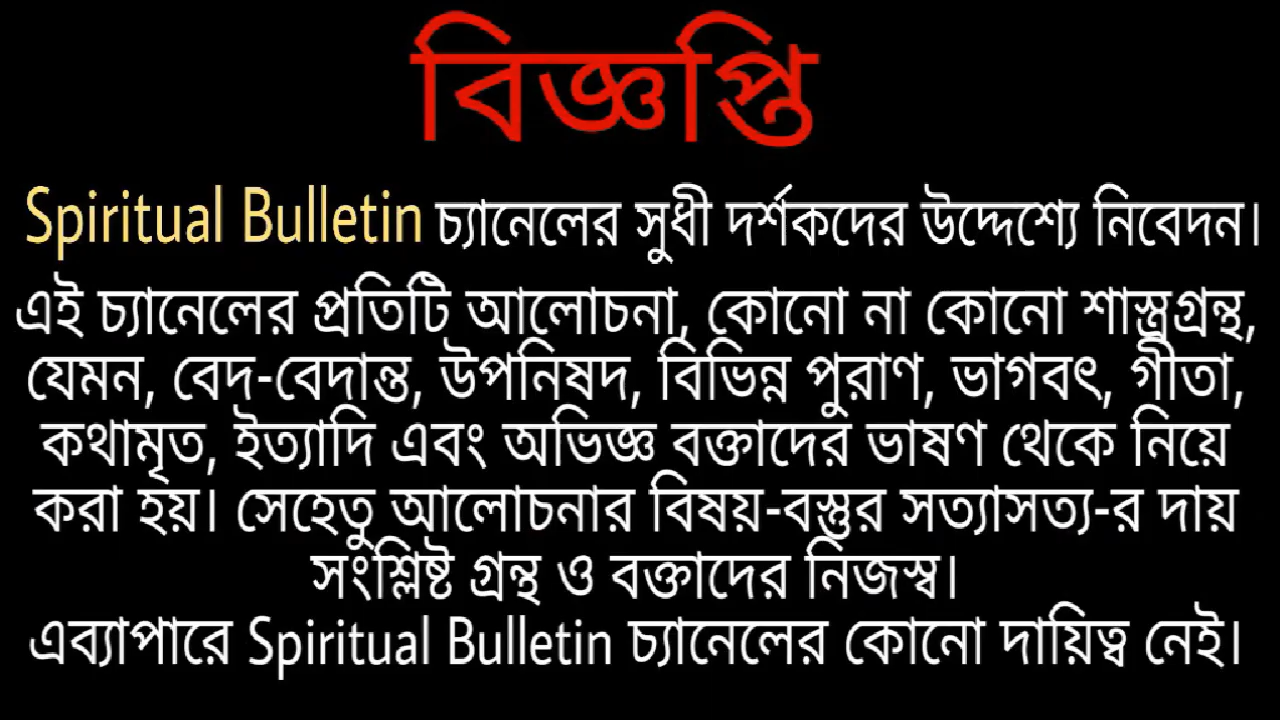 বিজ্ঞপ্তি
Spiritual Bulletin চ্যানেলের সুধী দর্শকদের উদ্দেশ্যে নিবেদন।
এই চ্যানেলের প্রতিটি আলোচনা, কোনো না কোনো শাস্ত্রগ্রন্থ,
যেমন, বেদ-বেদান্ত, উপনিষদ, বিভিন্ন পুরাণ, ভাগবৎ, গীতা,
কথামৃত, ইত্যাদি এবং অভিজ্ঞ বক্তাদের ভাষণ থেকে নিয়ে
করা হয়। সেহেতু আলোচনার বিষয়-বস্তুর সত্যাসত্য-র দায়
সংশ্লিষ্ট গ্রন্থ ও বক্তাদের নিজস্ব।
এব্যাপারে Spiritual Bulletin চ্যানেলের কোনো দায়িত্ব নেই।